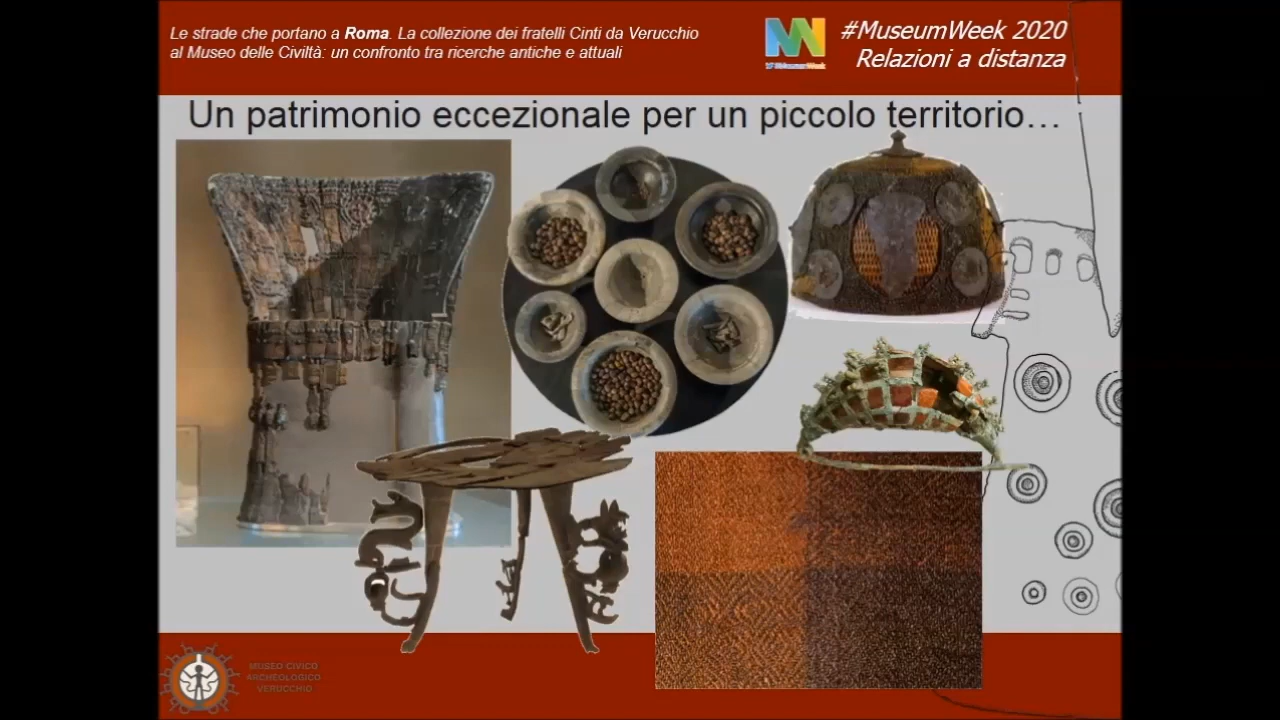 Le strade che portano a Roma. La collezione dei fratelli Cinti da Verucchio
al Museo delle Civiltà: un confronto tra ricerche antiche e attuali
#MuseumWeek 2020
Relazioni a distanza
Un patrimonio eccezionale per un piccolo territorio…
MUSEO CIVICO
ARCHEOLOGICO
VERUCCHIO